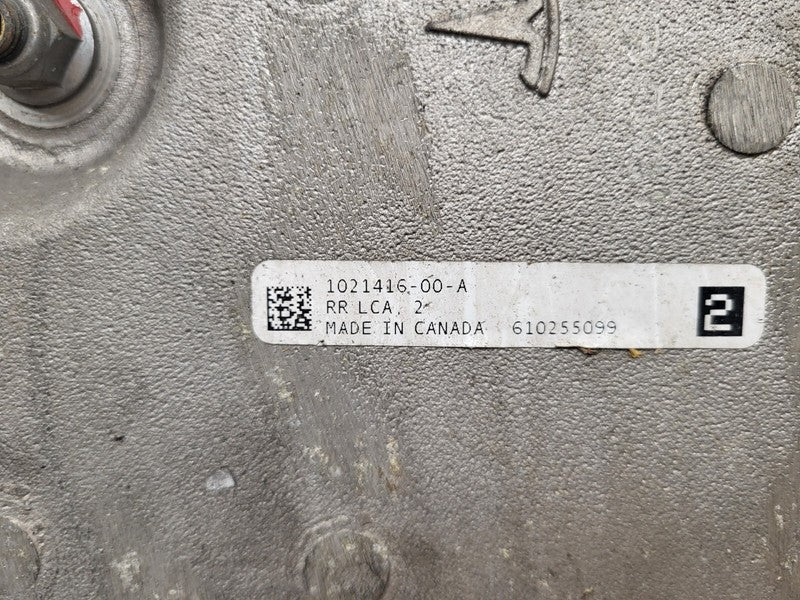 1021416-00-A
RR LCA, 2
MADE IN CANADA 610255099
2